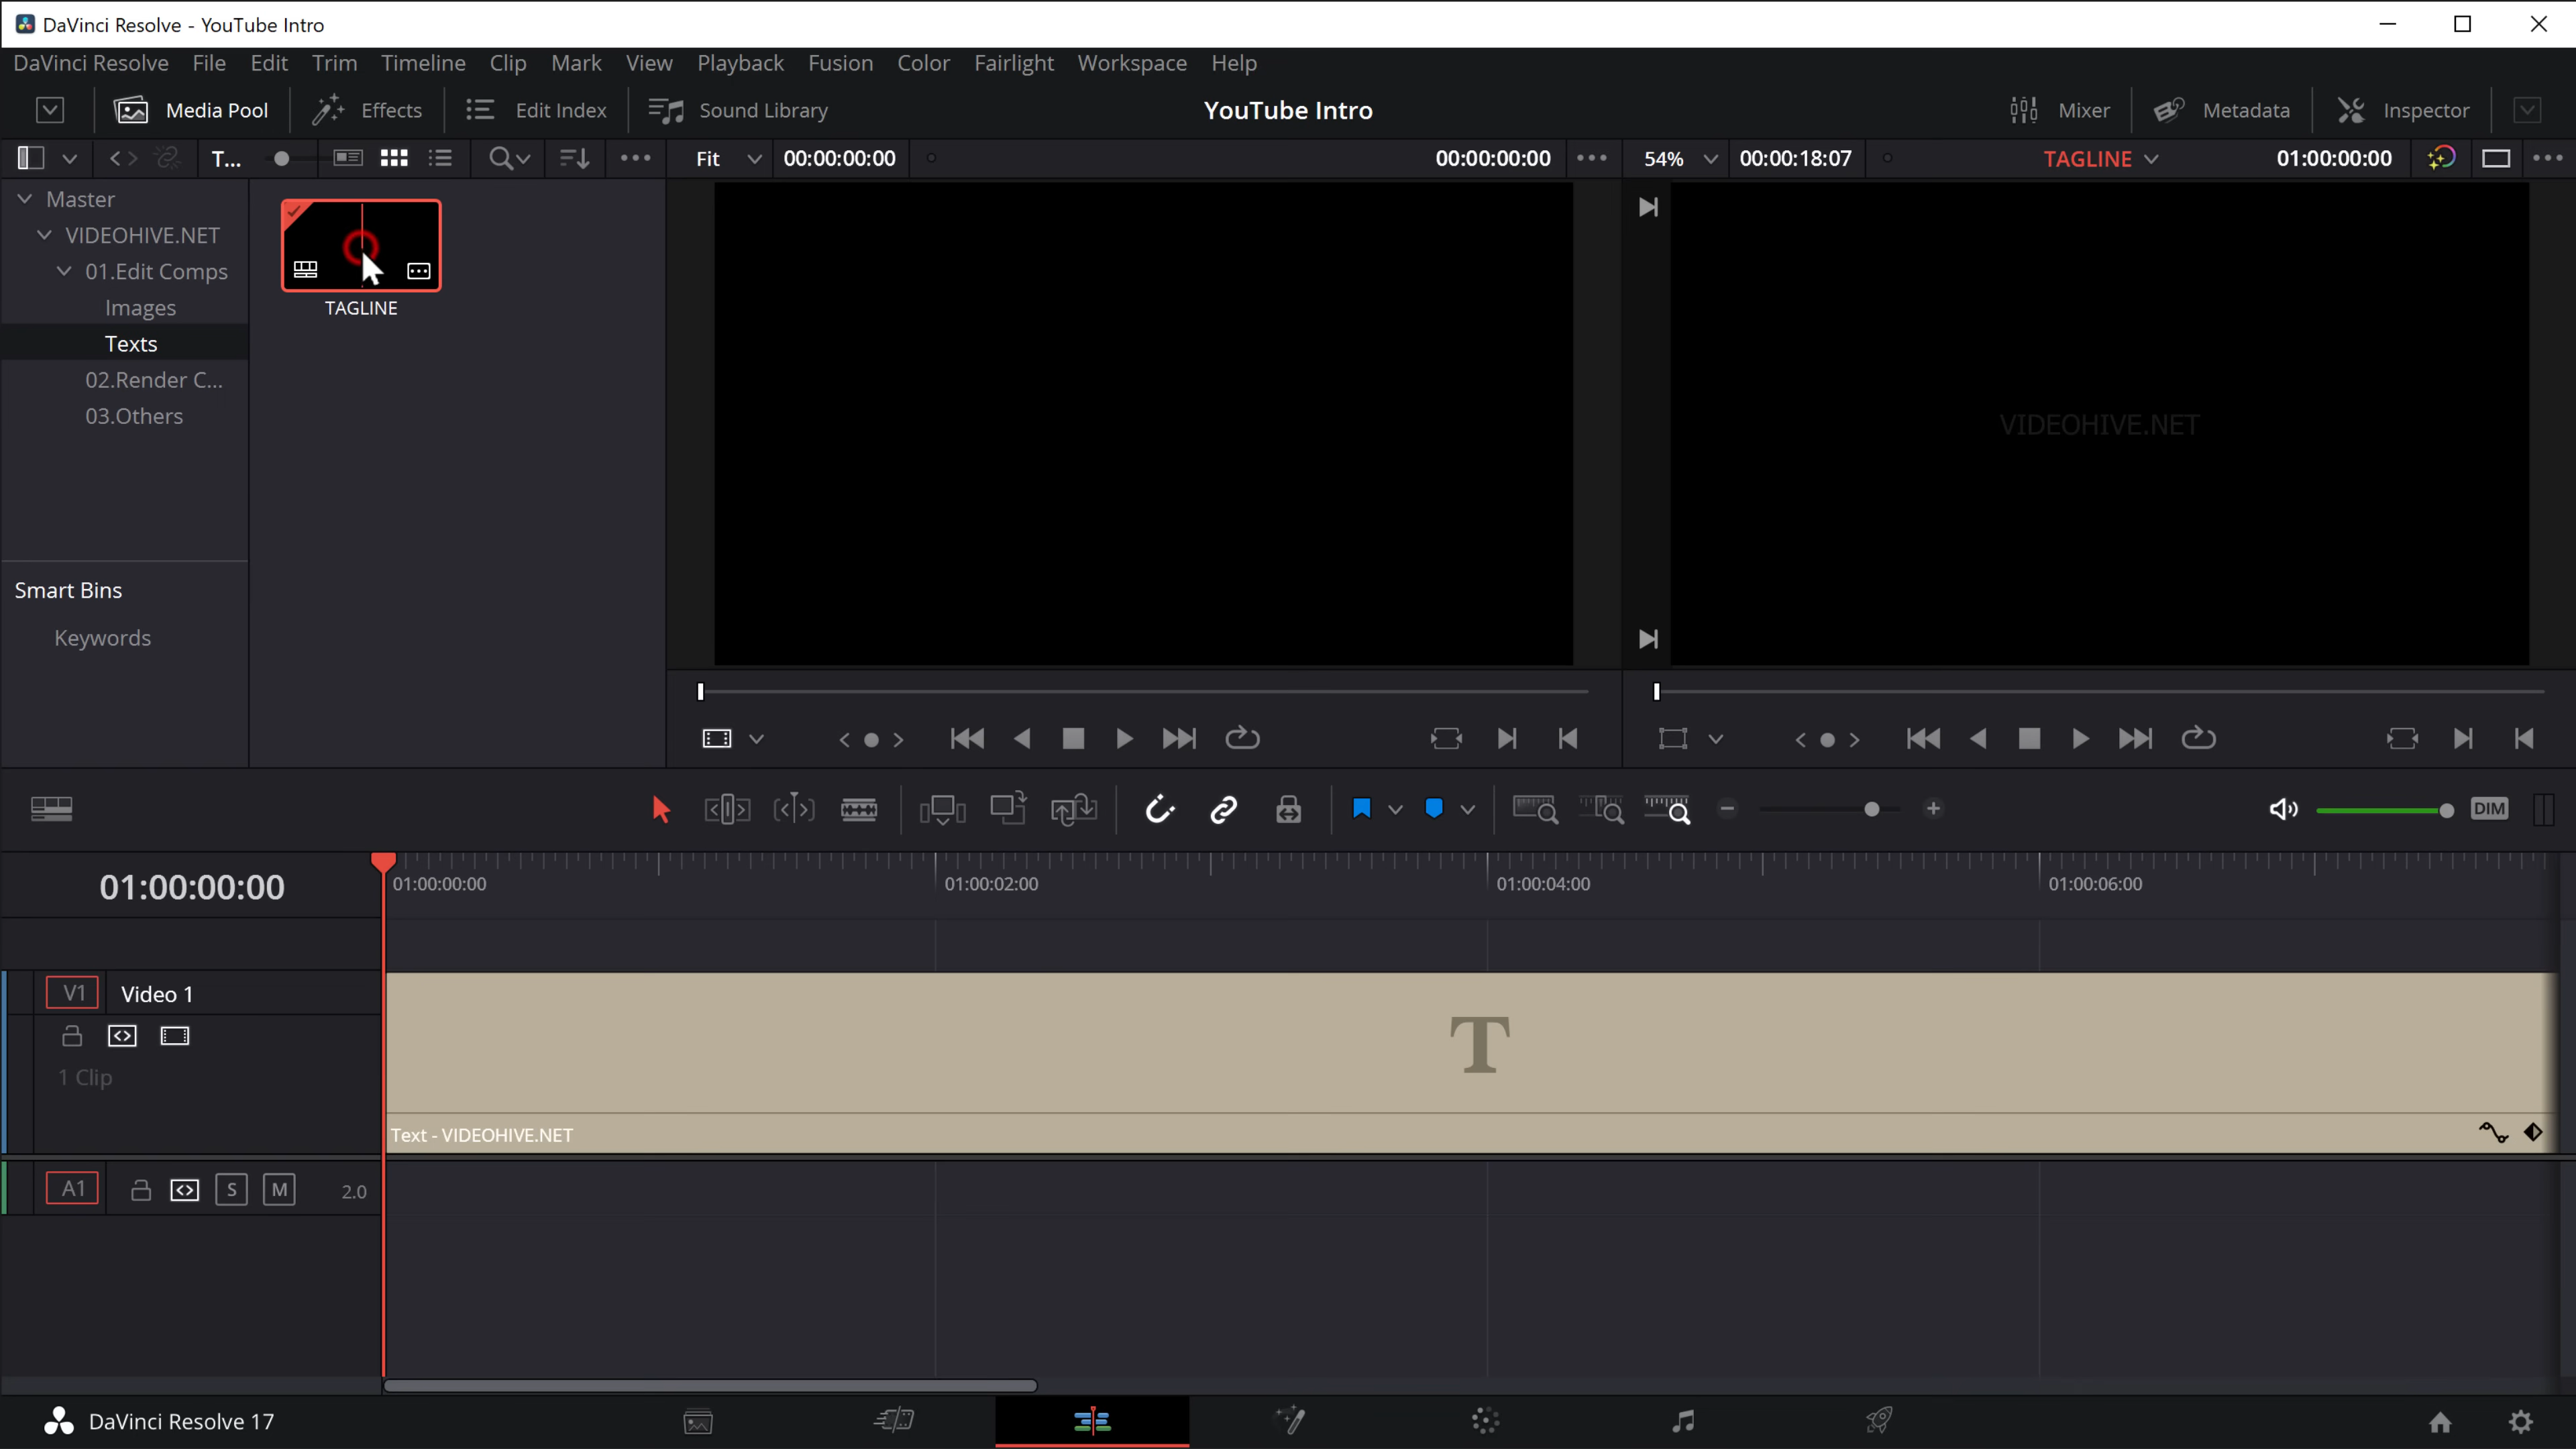 DaVinci Resolve - YouTube Intro
DaVinci Resolve File Edit Trim Timeline Clip Mark View Playback Fusion Color Fairlight Workspace Help
Media Pool Effects Edit Index Sound Library YouTube Intro Mixer Metadata Inspector
T... Fit 00:00:00:00 00:00:00:00 54% 00:00:18:07 TAGLINE 01:00:00:00
Master
VIDEOHIVE.NET
01.Edit Comps
Images
Texts
02.Render C...
03.Others
TAGLINE
VIDEOHIVE.NET
Smart Bins
Keywords
DIM
01:00:00:00
01:00:00:00 01:00:02:00 01:00:04:00 01:00:06:00
V1 Video 1
1 Clip
T
Text - VIDEOHIVE.NET
A1 S M 2.0
DaVinci Resolve 17